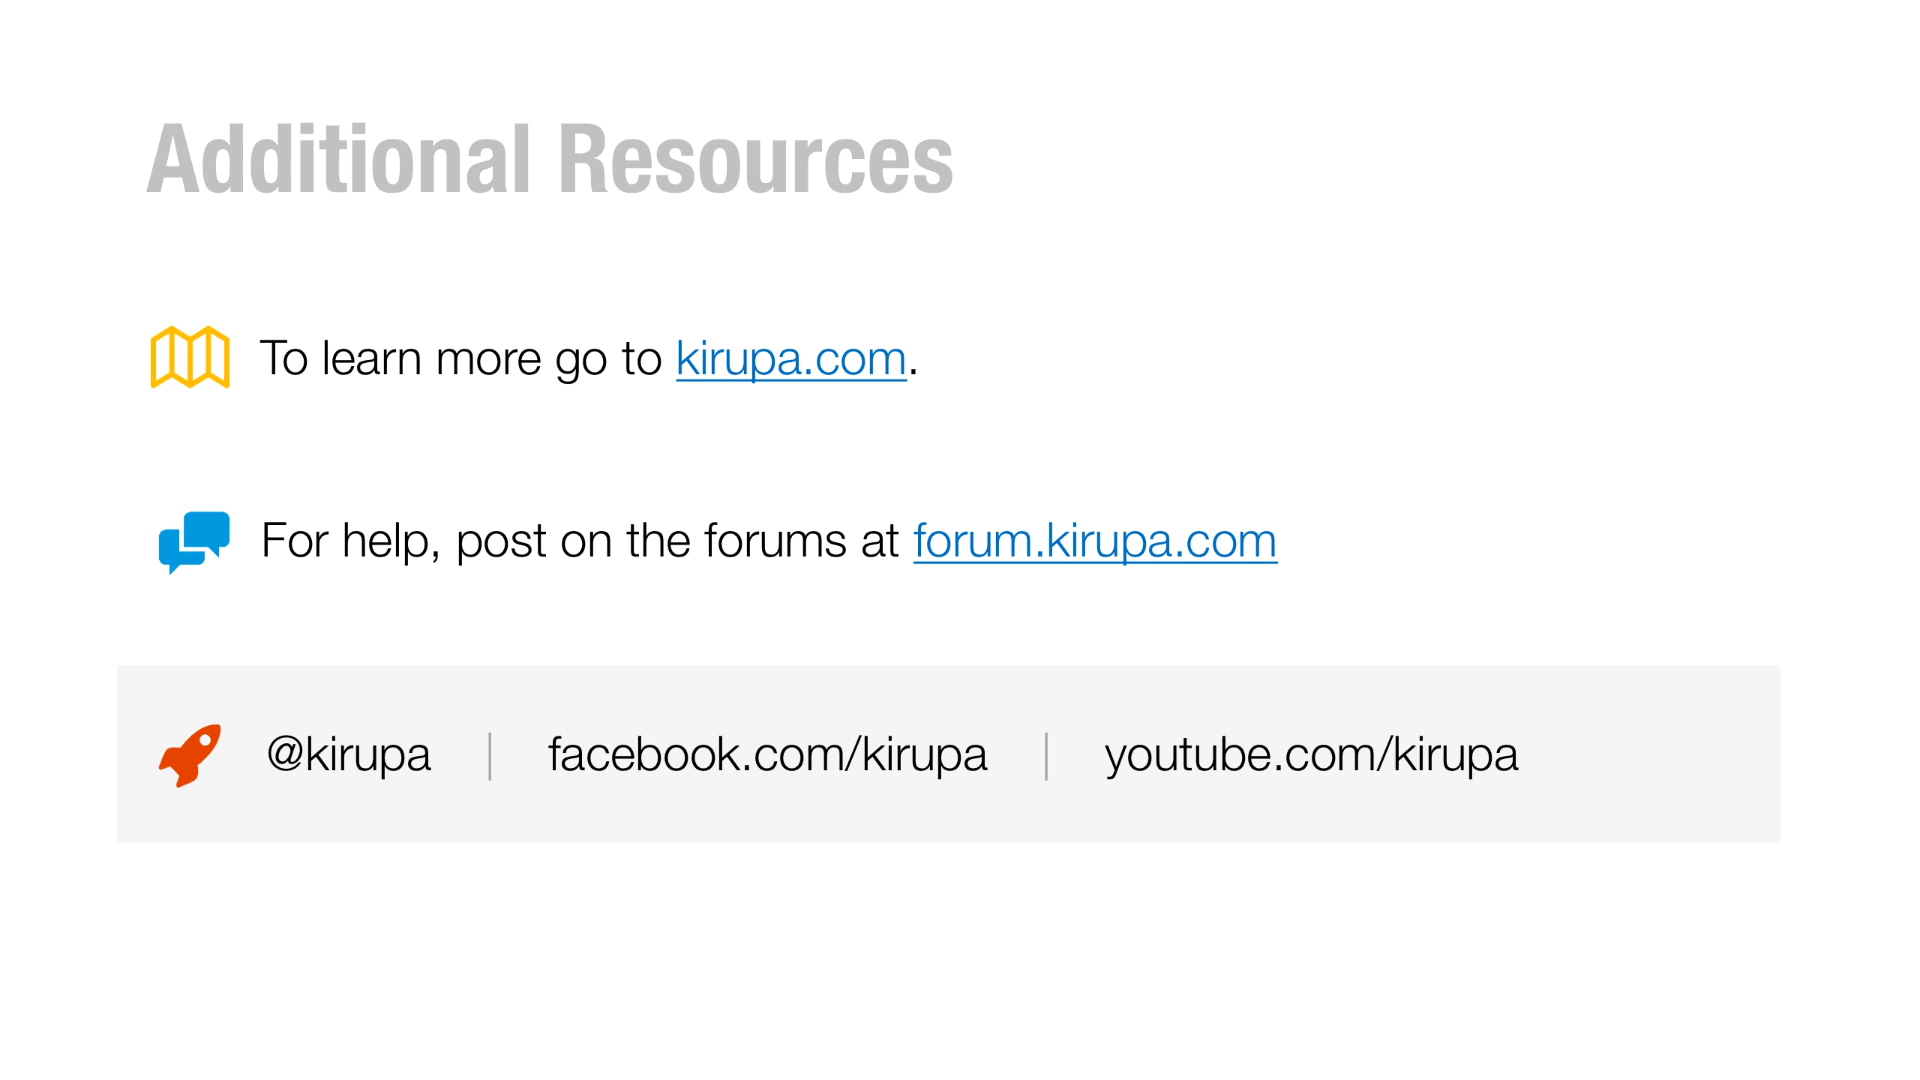 Additional Resources
To learn more go to kirupa.com.
For help, post on the forums at forum.kirupa.com
@kirupa | facebook.com/kirupa | youtube.com/kirupa